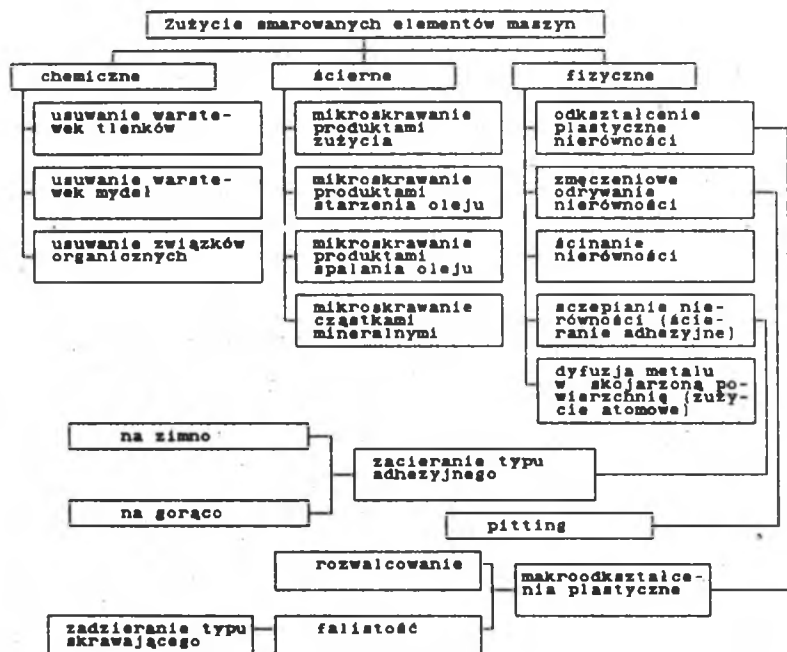 Zużycie smarowanych elementów maszyn
chemiczne
ścierne
fizyczne
usuwanie warste-
wek tlenków
usuwanie warste-
wek mydeł
usuwanie związków
organicznych
mikroskrawanie
produktami
zużycia
mikroskrawanie
produktami
starzenia oleju
mikroskrawanie
produktami
spalania oleju
mikroskrawanie
cząstkami
mineralnymi
odkształcenie
plastyczne
nierówności
zmęczeniowe
odrywanie
nierówności
ścinanie
nierówności
sczepianie nie-
równości (ście-
ranie adhezyjne)
dyfuzja metalu
w skojarzoną po-
wierzchnię (zuży-
cie atomowe)
na zimno
na gorąco
zacieranie typu
adhezyjnego
pitting
rozwalcowanie
makroodkształce-
nia plastyczne
zadzieranie typu
skrawającego
falistość